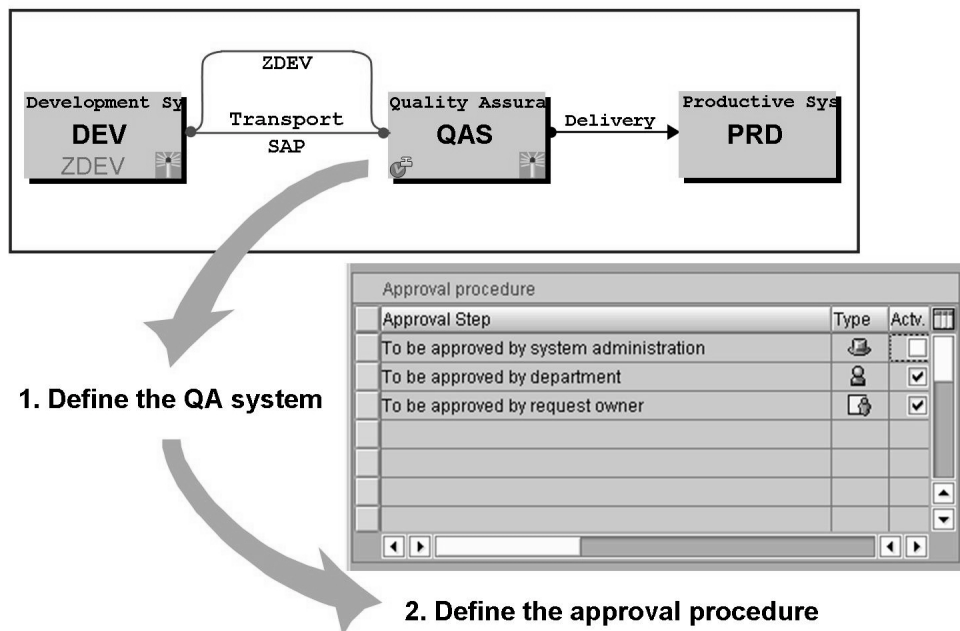 ZDEV
Development Sy
DEV
ZDEV
Transport
SAP
Quality Assura
QAS
Delivery
Productive Sys
PRD
Approval procedure
Approval Step Type Actv.
To be approved by system administration
To be approved by department
To be approved by request owner
1. Define the QA system
2. Define the approval procedure